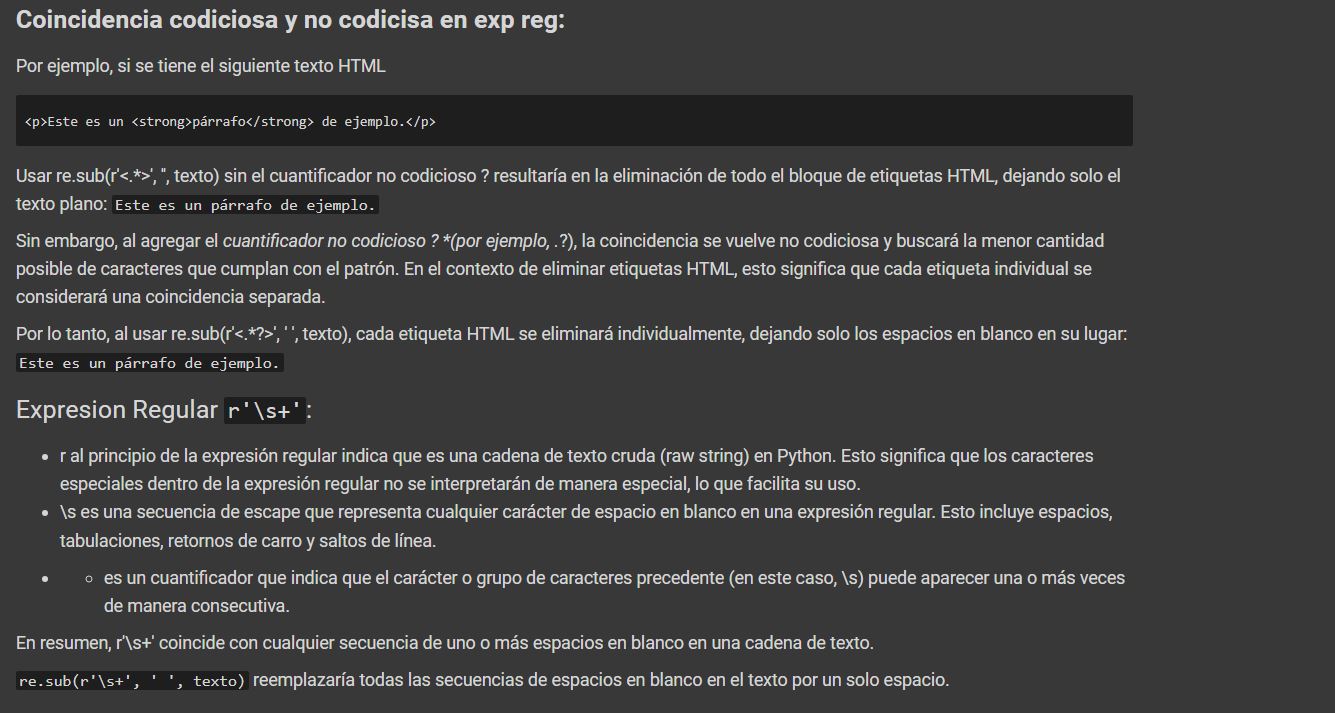 Coincidencia codiciosa y no codicisa en exp reg:
Por ejemplo, si se tiene el siguiente texto HTML
<p>Este es un <strong>párrafo</strong> de ejemplo.</p>
Usar re.sub(r'<.*>', '', texto) sin el cuantificador no codicioso ? resultaría en la eliminación de todo el bloque de etiquetas HTML, dejando solo el
texto plano: Este es un párrafo de ejemplo.
Sin embargo, al agregar el cuantificador no codicioso ? *(por ejemplo, .?), la coincidencia se vuelve no codiciosa y buscará la menor cantidad
posible de caracteres que cumplan con el patrón. En el contexto de eliminar etiquetas HTML, esto significa que cada etiqueta individual se
considerará una coincidencia separada.
Por lo tanto, al usar re.sub(r'<.*?>', ' ', texto), cada etiqueta HTML se eliminará individualmente, dejando solo los espacios en blanco en su lugar:
Este es un párrafo de ejemplo.
Expresion Regular r'\s+':
• r al principio de la expresión regular indica que es una cadena de texto cruda (raw string) en Python. Esto significa que los caracteres
especiales dentro de la expresión regular no se interpretarán de manera especial, lo que facilita su uso.
• \s es una secuencia de escape que representa cualquier carácter de espacio en blanco en una expresión regular. Esto incluye espacios,
tabulaciones, retornos de carro y saltos de línea.
• ○ es un cuantificador que indica que el carácter o grupo de caracteres precedente (en este caso, \s) puede aparecer una o más veces
de manera consecutiva.
En resumen, r'\s+' coincide con cualquier secuencia de uno o más espacios en blanco en una cadena de texto.
re.sub(r'\s+', ' ', texto) reemplazaría todas las secuencias de espacios en blanco en el texto por un solo espacio.